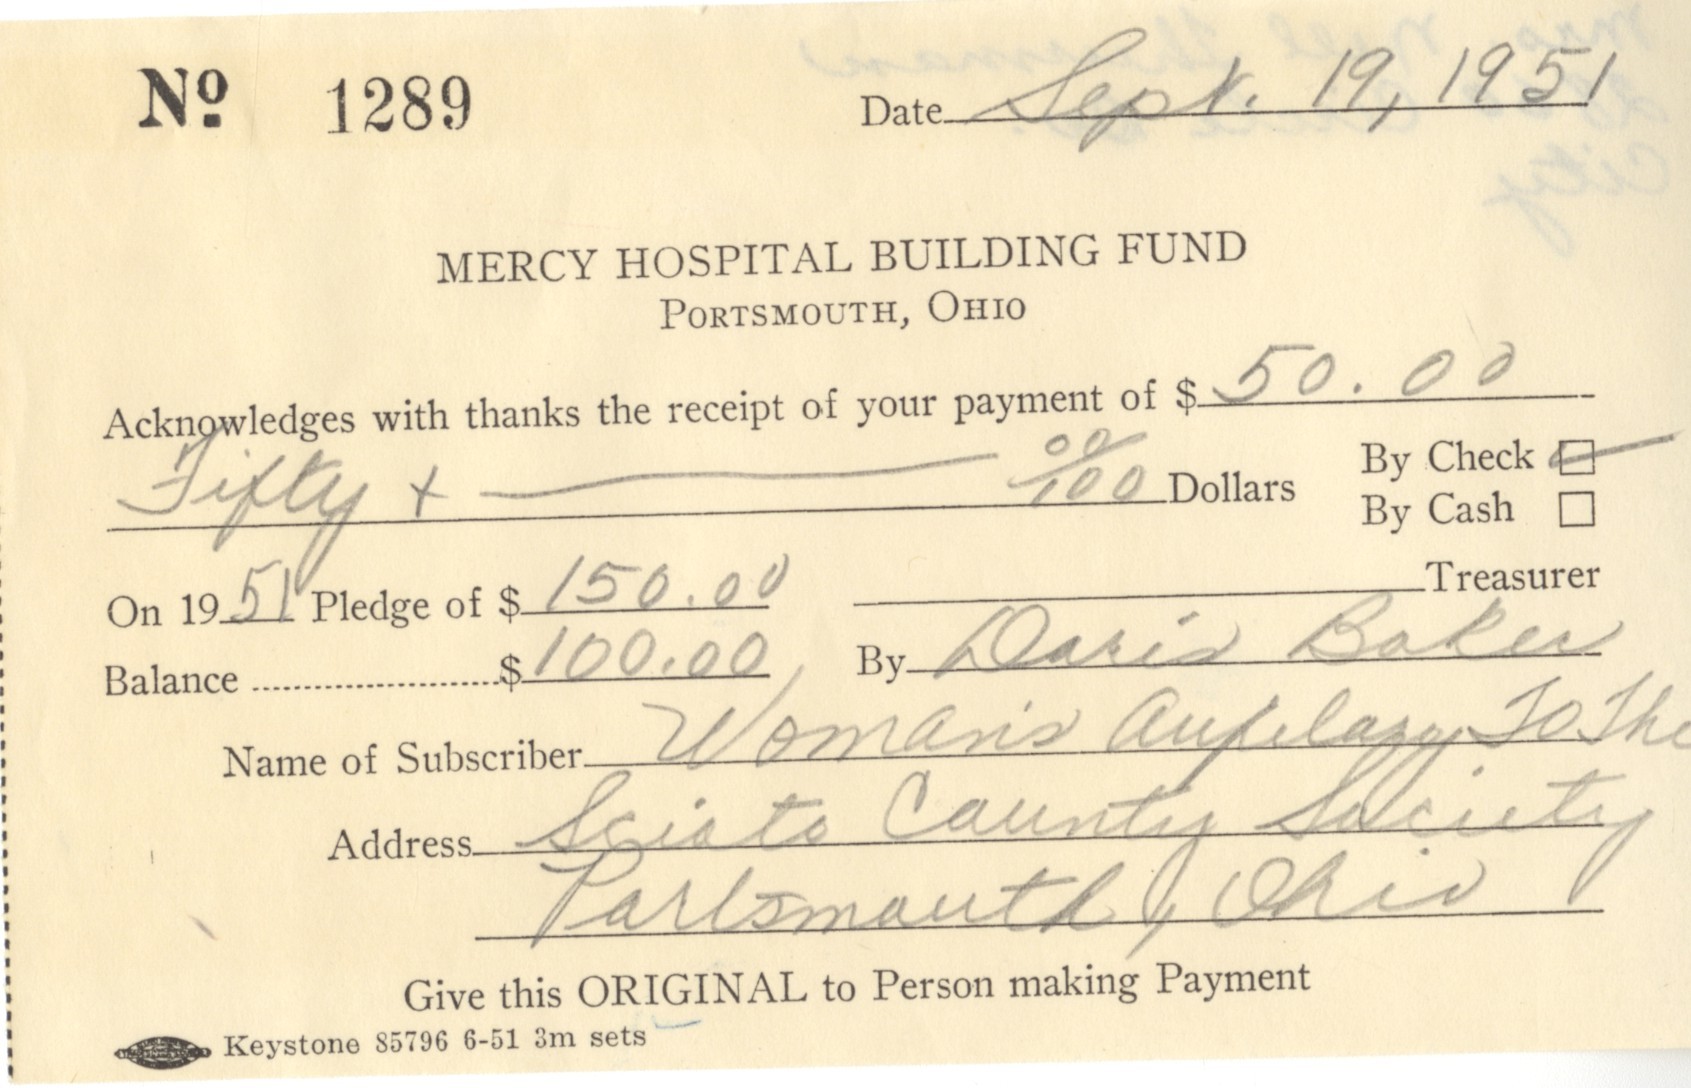 No 1289
Date Sept. 19, 1951
MERCY HOSPITAL BUILDING FUND
PORTSMOUTH, OHIO
Acknowledges with thanks the receipt of your payment of $ 50.00
Fifty + 00/100 Dollars
By Check
By Cash
On 1951 Pledge of $ 150.00
Treasurer
Balance $ 100.00
By Doris Baker
Name of Subscriber Woman's Auxilary To The
Address Scioto County Society
Portsmouth, Ohio
Give this ORIGINAL to Person making Payment
Keystone 85796 6-51 3m sets